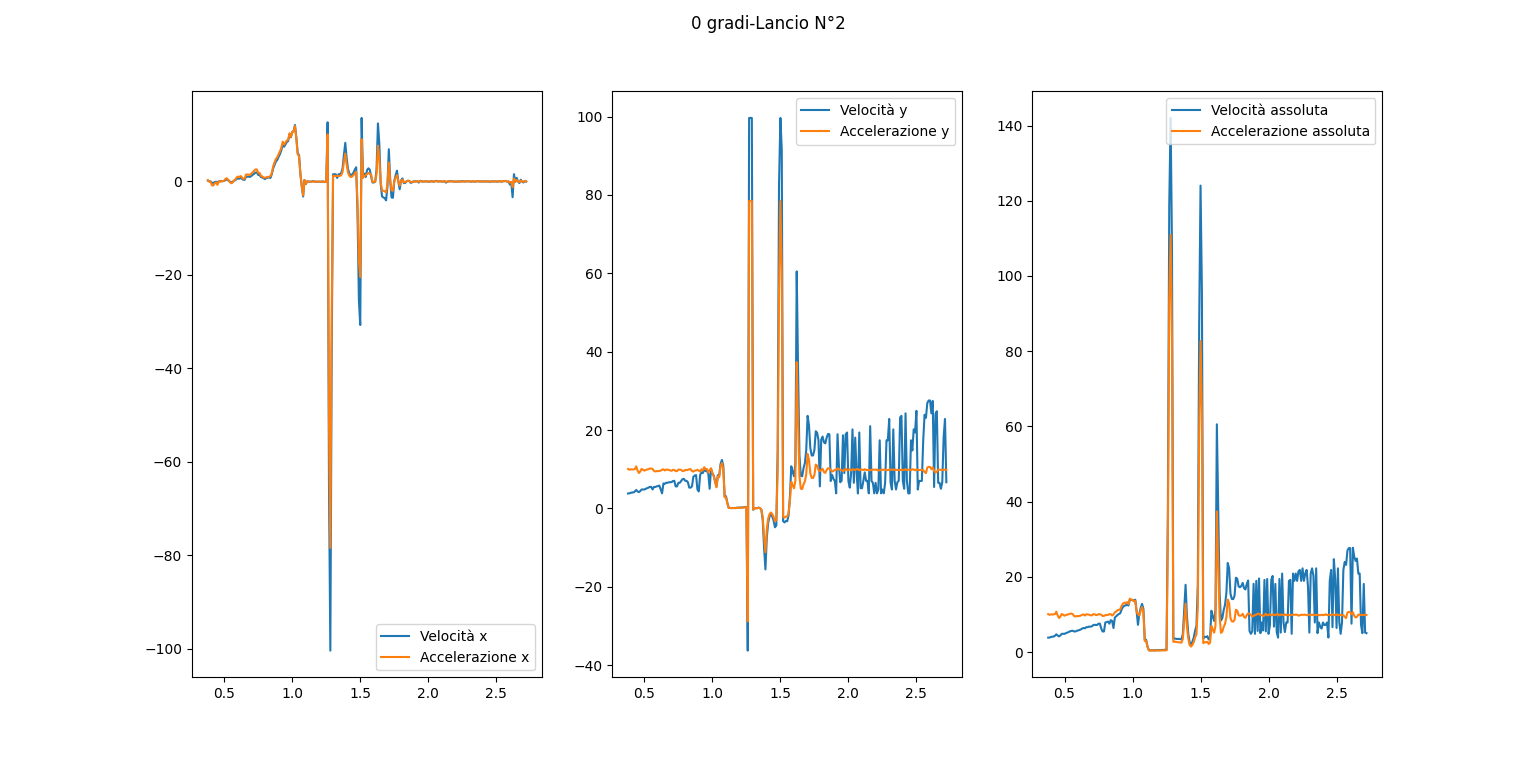 0 gradi-Lancio N°2
0
−20
−40
−60
−80
−100
0.5 1.0 1.5 2.0 2.5
Velocità x
Accelerazione x
100
80
60
40
20
0
−20
−40
0.5 1.0 1.5 2.0 2.5
Velocità y
Accelerazione y
140
120
100
80
60
40
20
0
0.5 1.0 1.5 2.0 2.5
Velocità assoluta
Accelerazione assoluta